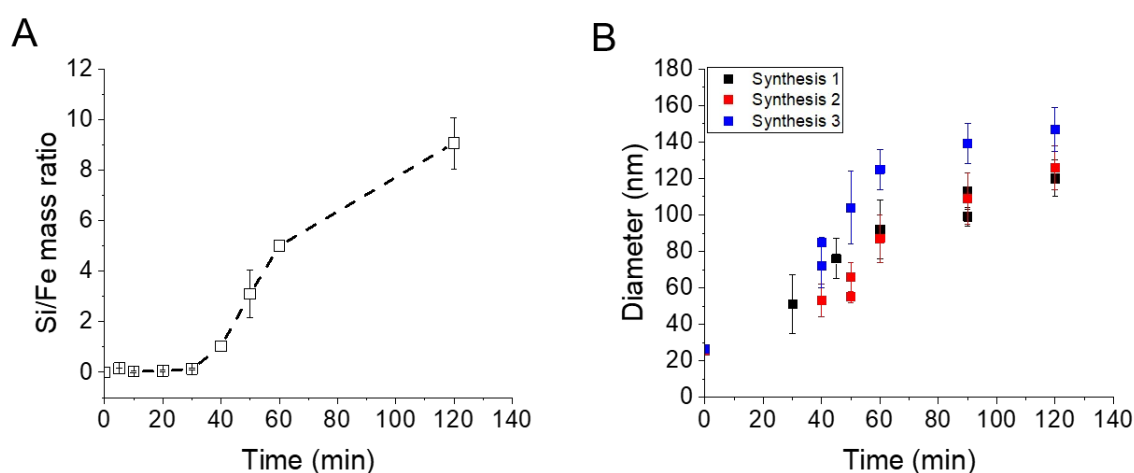 A
12
10
8
6
4
2
0
Si/Fe mass ratio
0 20 40 60 80 100 120 140
Time (min)
B
Synthesis 1
Synthesis 2
Synthesis 3
180
160
140
120
100
80
60
40
20
0
Diameter (nm)
0 20 40 60 80 100 120 140
Time (min)